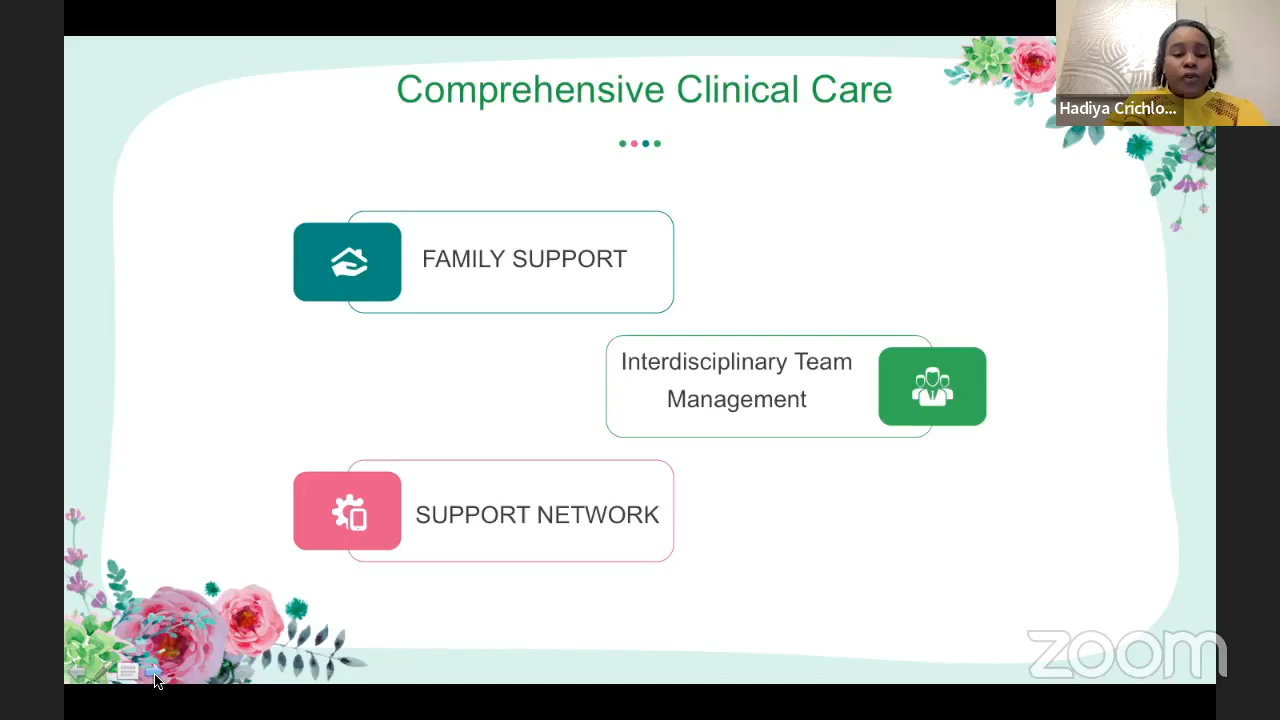 Comprehensive Clinical Care
Hadiya Crichlo...
FAMILY SUPPORT
Interdisciplinary Team
Management
SUPPORT NETWORK
zoom